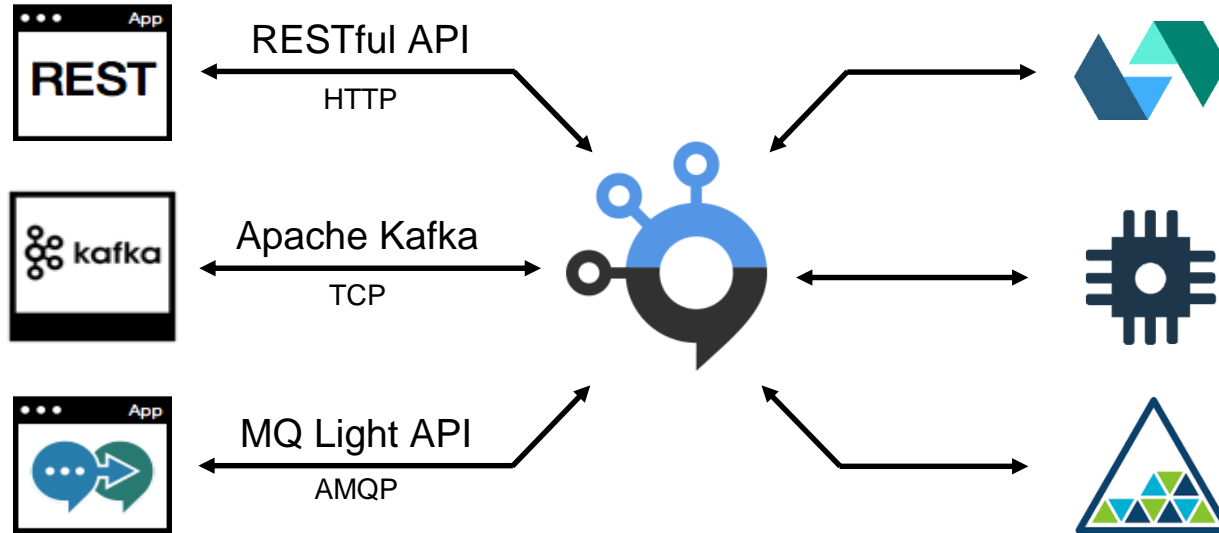 App
REST
RESTful API
HTTP
kafka
Apache Kafka
TCP
App
MQ Light API
AMQP